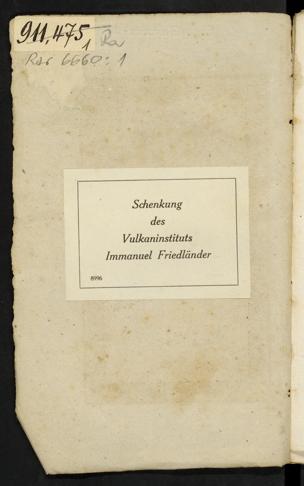 911,475,1 Ra
Rar 6660: 1
Schenkung
des
Vulkaninstituts
Immanuel Friedländer
8996